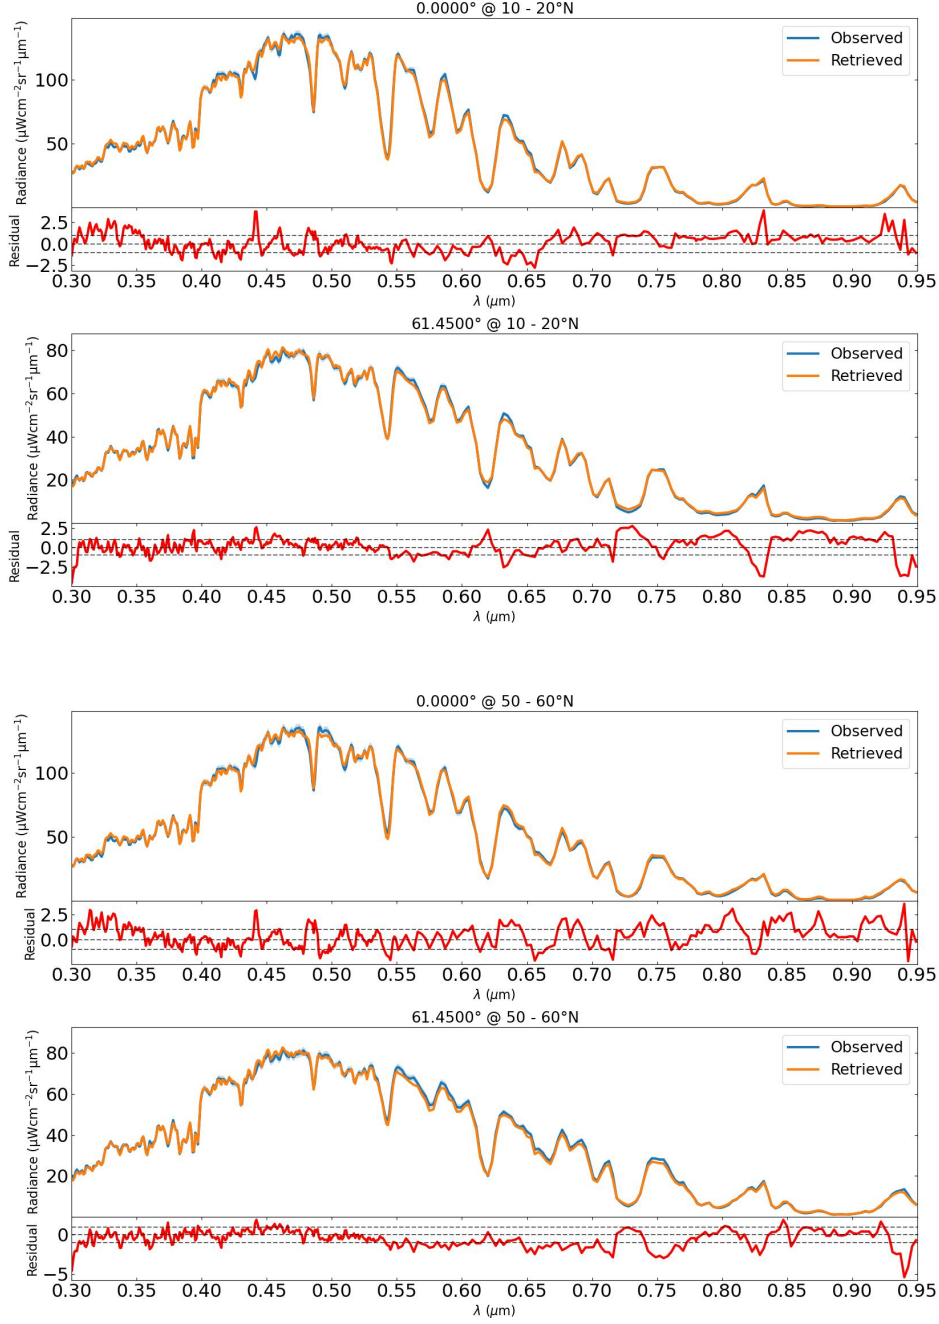 0.0000° @ 10 - 20°N
Radiance (μWcm⁻²sr⁻¹μm⁻¹)
100
50
Observed
Retrieved
Residual
2.5
0.0
−2.5
0.30 0.35 0.40 0.45 0.50 0.55 0.60 0.65 0.70 0.75 0.80 0.85 0.90 0.95
λ (μm)
61.4500° @ 10 - 20°N
Radiance (μWcm⁻²sr⁻¹μm⁻¹)
80
60
40
20
Observed
Retrieved
Residual
2.5
0.0
−2.5
0.30 0.35 0.40 0.45 0.50 0.55 0.60 0.65 0.70 0.75 0.80 0.85 0.90 0.95
λ (μm)
0.0000° @ 50 - 60°N
Radiance (μWcm⁻²sr⁻¹μm⁻¹)
100
50
Observed
Retrieved
Residual
2.5
0.0
0.30 0.35 0.40 0.45 0.50 0.55 0.60 0.65 0.70 0.75 0.80 0.85 0.90 0.95
λ (μm)
61.4500° @ 50 - 60°N
Radiance (μWcm⁻²sr⁻¹μm⁻¹)
80
60
40
20
Observed
Retrieved
Residual
0
−5
0.30 0.35 0.40 0.45 0.50 0.55 0.60 0.65 0.70 0.75 0.80 0.85 0.90 0.95
λ (μm)